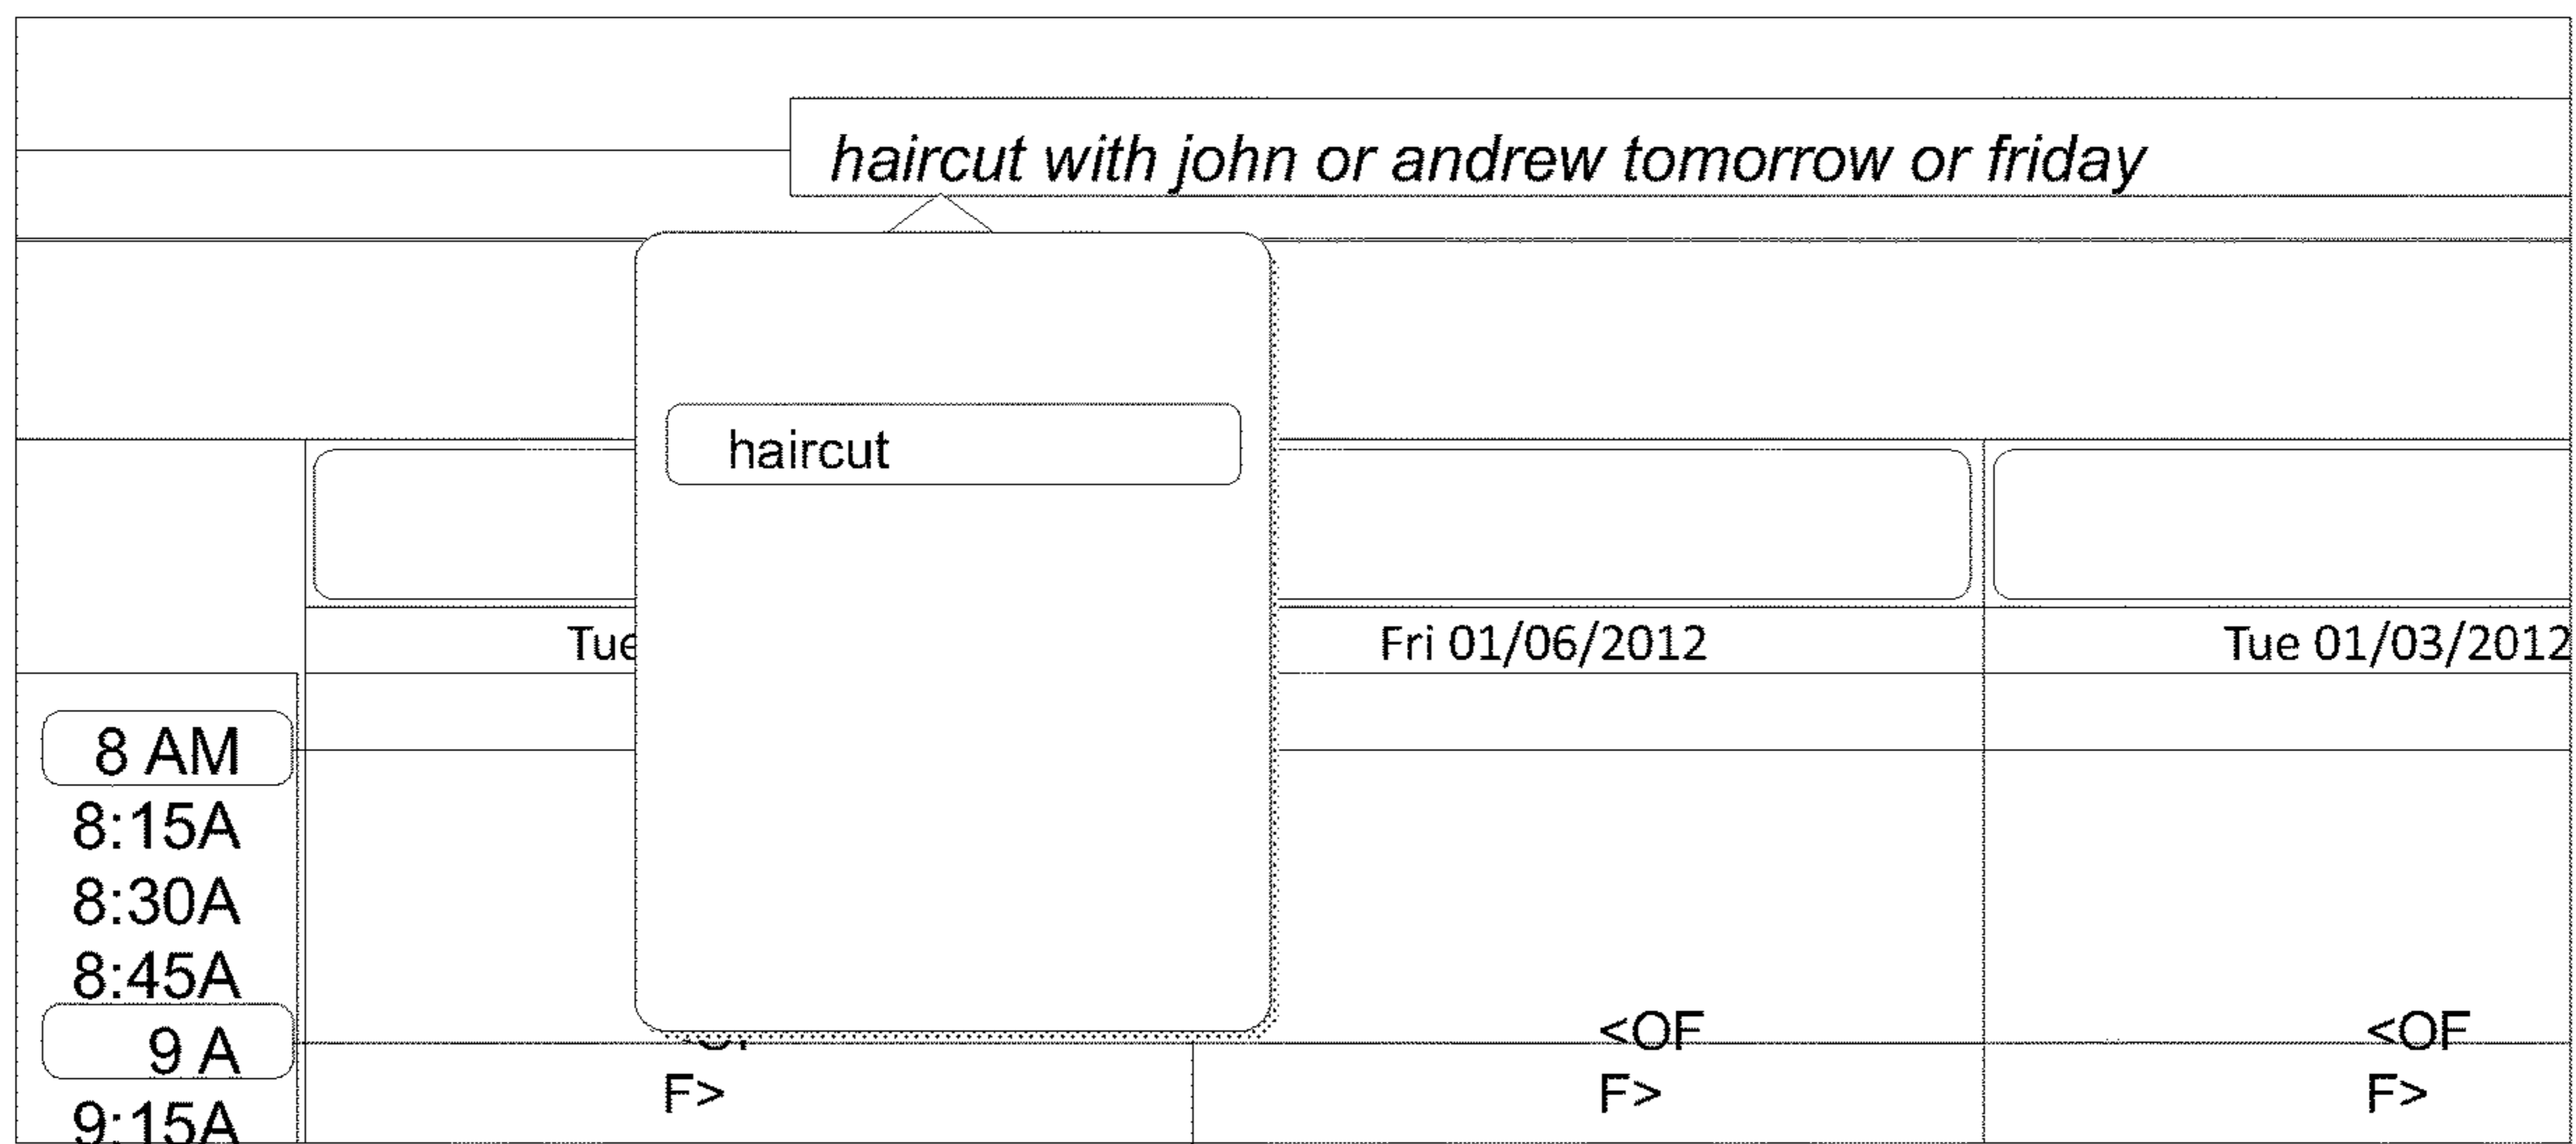 haircut with john or andrew tomorrow or friday
haircut
Tue Fri 01/06/2012 Tue 01/03/2012
8 AM
8:15A
8:30A
8:45A
9 A
<OF <OF
F> F> F>
9:15A